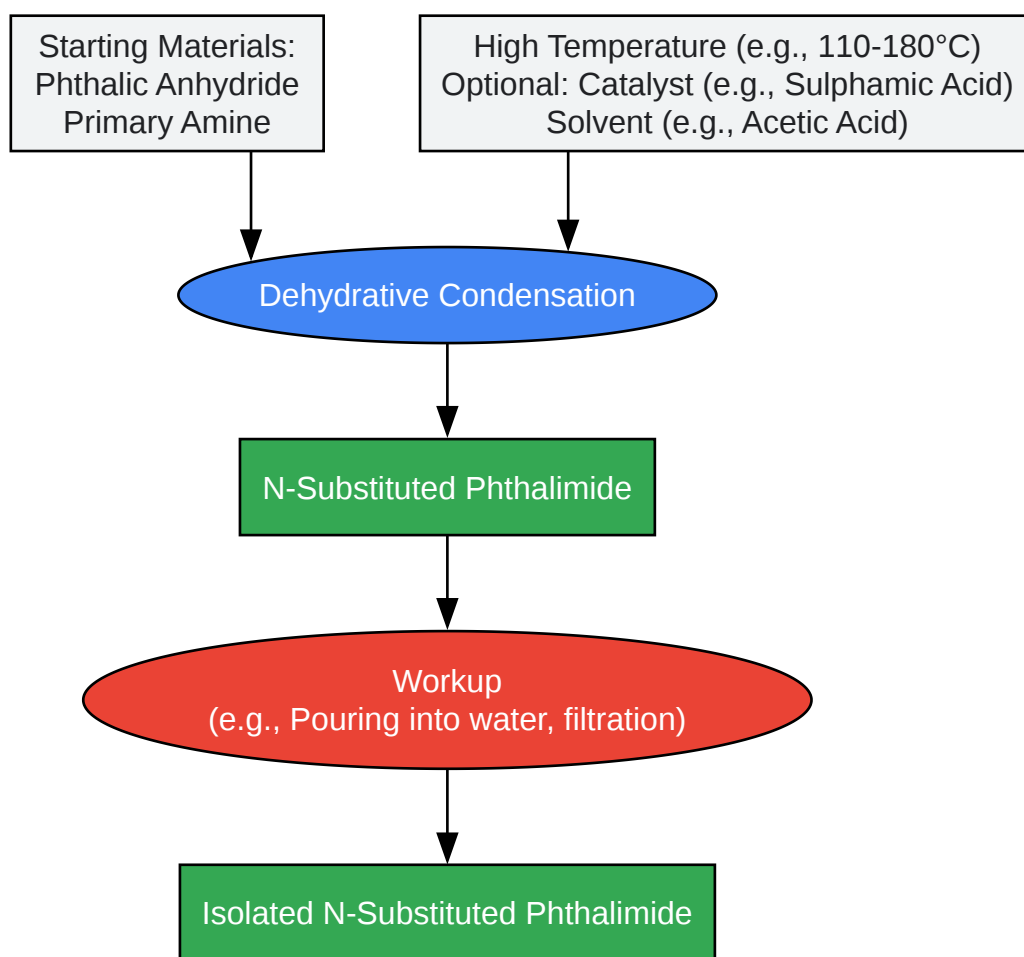 Starting Materials:
Phthalic Anhydride
Primary Amine
High Temperature (e.g., 110-180°C)
Optional: Catalyst (e.g., Sulphamic Acid)
Solvent (e.g., Acetic Acid)
Dehydrative Condensation
N-Substituted Phthalimide
Workup
(e.g., Pouring into water, filtration)
Isolated N-Substituted Phthalimide